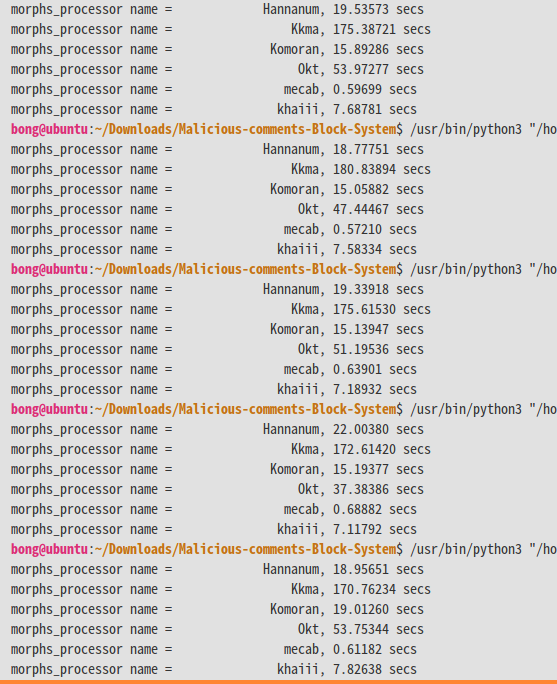 morphs_processor name = Hannanum, 19.53573 secs
morphs_processor name = Kkma, 175.38721 secs
morphs_processor name = Komoran, 15.89286 secs
morphs_processor name = Okt, 53.97277 secs
morphs_processor name = mecab, 0.59699 secs
morphs_processor name = khaiii, 7.68781 secs
bong@ubuntu:~/Downloads/Malicious-comments-Block-System$ /usr/bin/python3 "/ho
morphs_processor name = Hannanum, 18.77751 secs
morphs_processor name = Kkma, 180.83894 secs
morphs_processor name = Komoran, 15.05882 secs
morphs_processor name = Okt, 47.44467 secs
morphs_processor name = mecab, 0.57210 secs
morphs_processor name = khaiii, 7.58334 secs
bong@ubuntu:~/Downloads/Malicious-comments-Block-System$ /usr/bin/python3 "/ho
morphs_processor name = Hannanum, 19.33918 secs
morphs_processor name = Kkma, 175.61530 secs
morphs_processor name = Komoran, 15.13947 secs
morphs_processor name = Okt, 51.19536 secs
morphs_processor name = mecab, 0.63901 secs
morphs_processor name = khaiii, 7.18932 secs
bong@ubuntu:~/Downloads/Malicious-comments-Block-System$ /usr/bin/python3 "/ho
morphs_processor name = Hannanum, 22.00380 secs
morphs_processor name = Kkma, 172.61420 secs
morphs_processor name = Komoran, 15.19377 secs
morphs_processor name = Okt, 37.38386 secs
morphs_processor name = mecab, 0.68882 secs
morphs_processor name = khaiii, 7.11792 secs
bong@ubuntu:~/Downloads/Malicious-comments-Block-System$ /usr/bin/python3 "/ho
morphs_processor name = Hannanum, 18.95651 secs
morphs_processor name = Kkma, 170.76234 secs
morphs_processor name = Komoran, 19.01260 secs
morphs_processor name = Okt, 53.75344 secs
morphs_processor name = mecab, 0.61182 secs
morphs_processor name = khaiii, 7.82638 secs